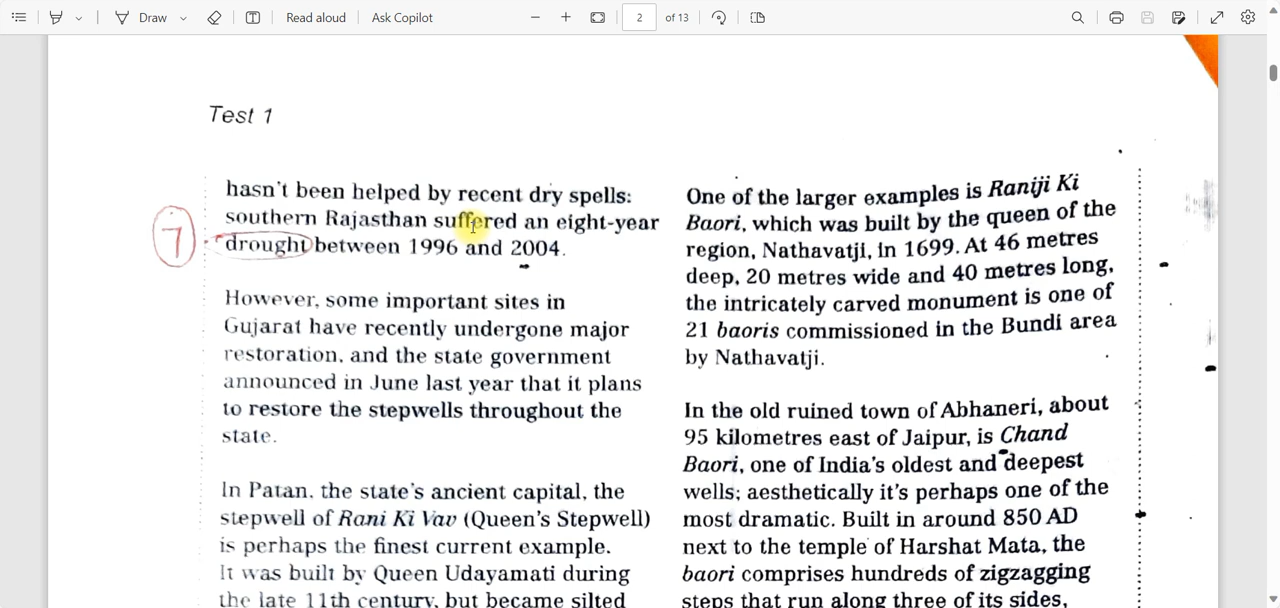 Draw
Read aloud
Ask Copilot
2
of 13
Test 1
hasn't been helped by recent dry spells:
southern Rajasthan suffered an eight-year
drought between 1996 and 2004.
7
However, some important sites in
Gujarat have recently undergone major
restoration, and the state government
announced in June last year that it plans
to restore the stepwells throughout the
state.
In Patan, the state's ancient capital, the
stepwell of Rani Ki Vav (Queen's Stepwell)
is perhaps the finest current example.
It was built by Queen Udayamati during
the late 11th century, but became silted
One of the larger examples is Raniji Ki
Baori, which was built by the queen of the
region, Nathavatji, in 1699. At 46 metres
deep, 20 metres wide and 40 metres long,
the intricately carved monument is one of
21 baoris commissioned in the Bundi area
by Nathavatji.
In the old ruined town of Abhaneri, about
95 kilometres east of Jaipur, is Chand
Baori, one of India's oldest and deepest
wells; aesthetically it's perhaps one of the
most dramatic. Built in around 850 AD
next to the temple of Harshat Mata, the
baori comprises hundreds of zigzagging
steps that run along three of its sides,